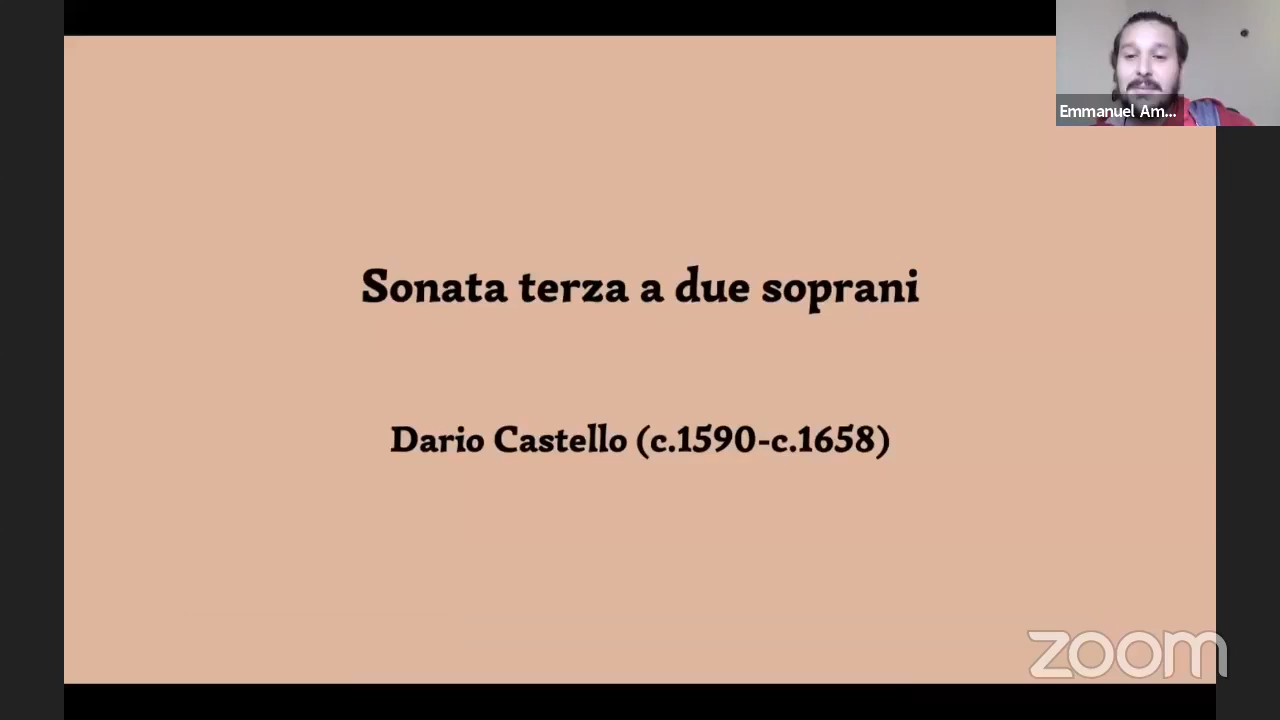 Emmanuel Am...
Sonata terza a due soprani
Dario Castello (c.1590-c.1658)
zoom